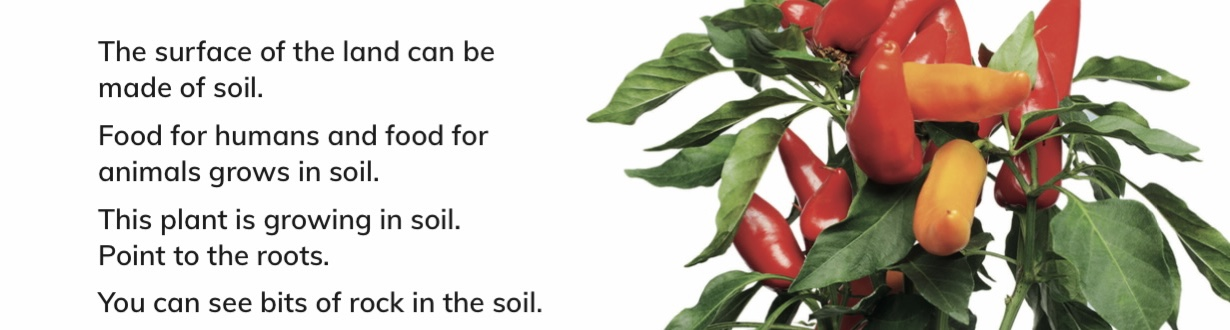 The surface of the land can be
made of soil.
Food for humans and food for
animals grows in soil.
This plant is growing in soil.
Point to the roots.
You can see bits of rock in the soil.